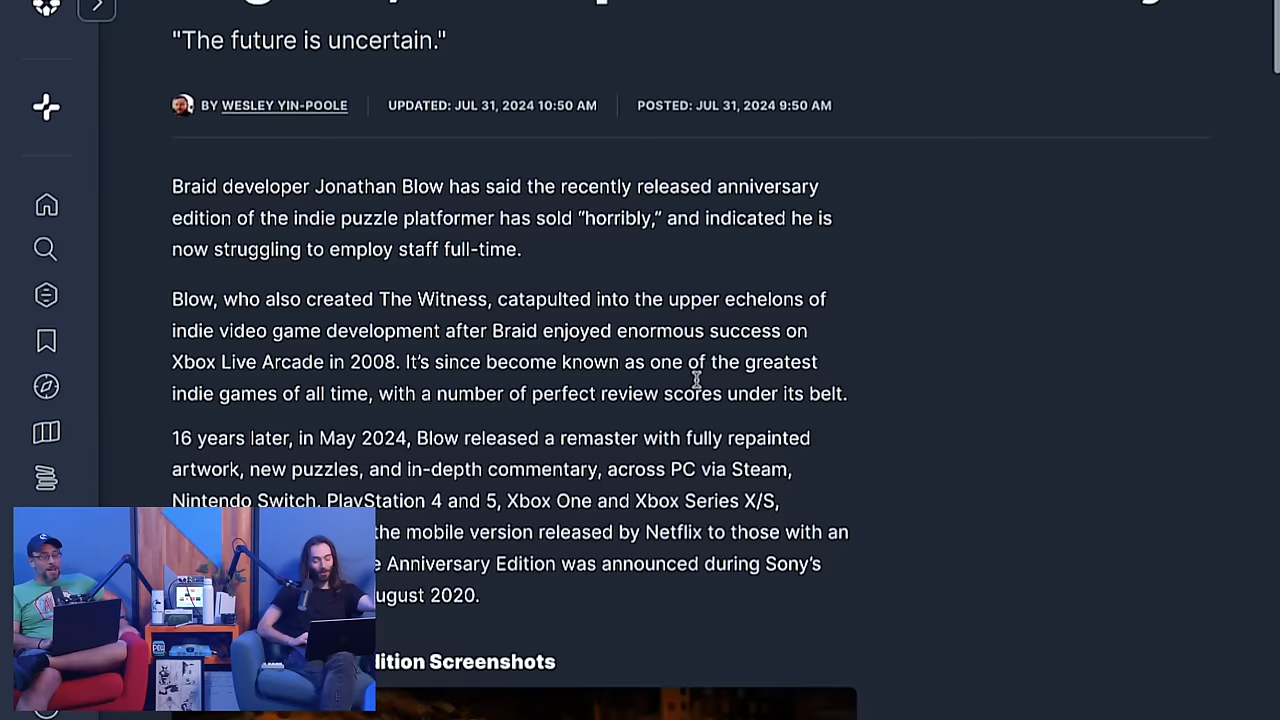 "The future is uncertain."
BY WESLEY YIN-POOLE UPDATED: JUL 31, 2024 10:50 AM POSTED: JUL 31, 2024 9:50 AM
Braid developer Jonathan Blow has said the recently released anniversary
edition of the indie puzzle platformer has sold “horribly,” and indicated he is
now struggling to employ staff full-time.
Blow, who also created The Witness, catapulted into the upper echelons of
indie video game development after Braid enjoyed enormous success on
Xbox Live Arcade in 2008. It’s since become known as one of the greatest
indie games of all time, with a number of perfect review scores under its belt.
16 years later, in May 2024, Blow released a remaster with fully repainted
artwork, new puzzles, and in-depth commentary, across PC via Steam,
Nintendo Switch, PlayStation 4 and 5, Xbox One and Xbox Series X/S,
the mobile version released by Netflix to those with an
Anniversary Edition was announced during Sony’s
ugust 2020.
dition Screenshots